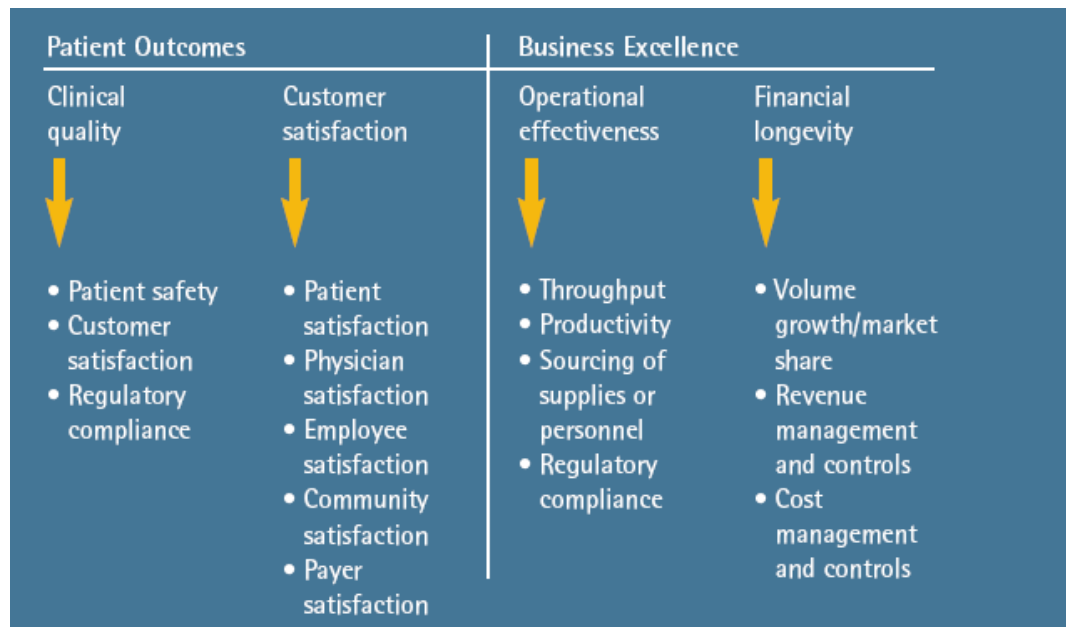 Patient Outcomes
Clinical
quality
• Patient safety
• Customer
satisfaction
• Regulatory
compliance
Customer
satisfaction
• Patient
satisfaction
• Physician
satisfaction
• Employee
satisfaction
• Community
satisfaction
• Payer
satisfaction
Business Excellence
Operational
effectiveness
• Throughput
• Productivity
• Sourcing of
supplies or
personnel
• Regulatory
compliance
Financial
longevity
• Volume
growth/market
share
• Revenue
management
and controls
• Cost
management
and controls